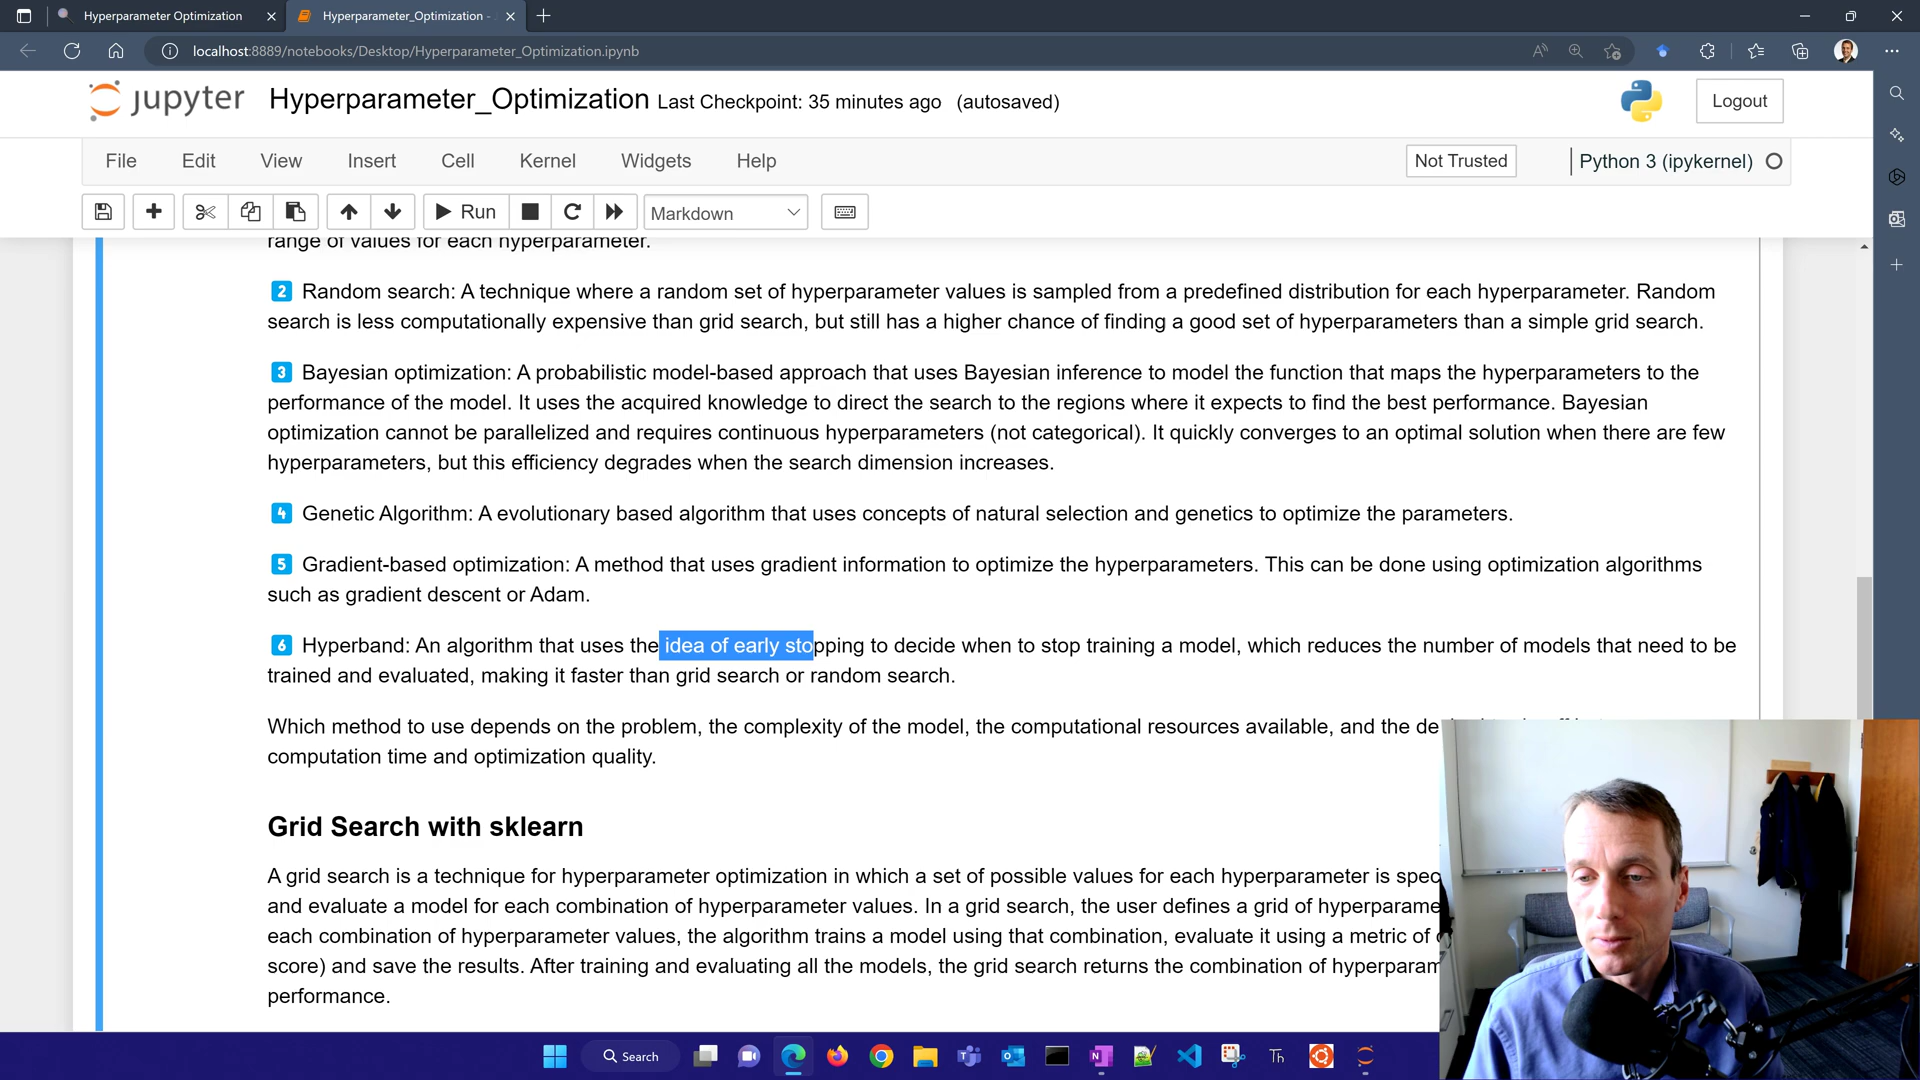 Hyperparameter Optimization
Hyperparameter_Optimization -
localhost:8889/notebooks/Desktop/Hyperparameter_Optimization.ipynb
jupyter Hyperparameter_Optimization Last Checkpoint: 35 minutes ago (autosaved)
Logout
File Edit View Insert Cell Kernel Widgets Help
Not Trusted
Python 3 (ipykernel)
Run
Markdown
range of values for each hyperparameter.
2 Random search: A technique where a random set of hyperparameter values is sampled from a predefined distribution for each hyperparameter. Random
search is less computationally expensive than grid search, but still has a higher chance of finding a good set of hyperparameters than a simple grid search.
3 Bayesian optimization: A probabilistic model-based approach that uses Bayesian inference to model the function that maps the hyperparameters to the
performance of the model. It uses the acquired knowledge to direct the search to the regions where it expects to find the best performance. Bayesian
optimization cannot be parallelized and requires continuous hyperparameters (not categorical). It quickly converges to an optimal solution when there are few
hyperparameters, but this efficiency degrades when the search dimension increases.
4 Genetic Algorithm: A evolutionary based algorithm that uses concepts of natural selection and genetics to optimize the parameters.
5 Gradient-based optimization: A method that uses gradient information to optimize the hyperparameters. This can be done using optimization algorithms
such as gradient descent or Adam.
6 Hyperband: An algorithm that uses the idea of early stopping to decide when to stop training a model, which reduces the number of models that need to be
trained and evaluated, making it faster than grid search or random search.
Which method to use depends on the problem, the complexity of the model, the computational resources available, and the
computation time and optimization quality.
Grid Search with sklearn
A grid search is a technique for hyperparameter optimization in which a set of possible values for each hyperparameter is
and evaluate a model for each combination of hyperparameter values. In a grid search, the user defines a grid of
each combination of hyperparameter values, the algorithm trains a model using that combination, evaluate it using a metric of
score) and save the results. After training and evaluating all the models, the grid search returns the combination of
performance.
Search
Th